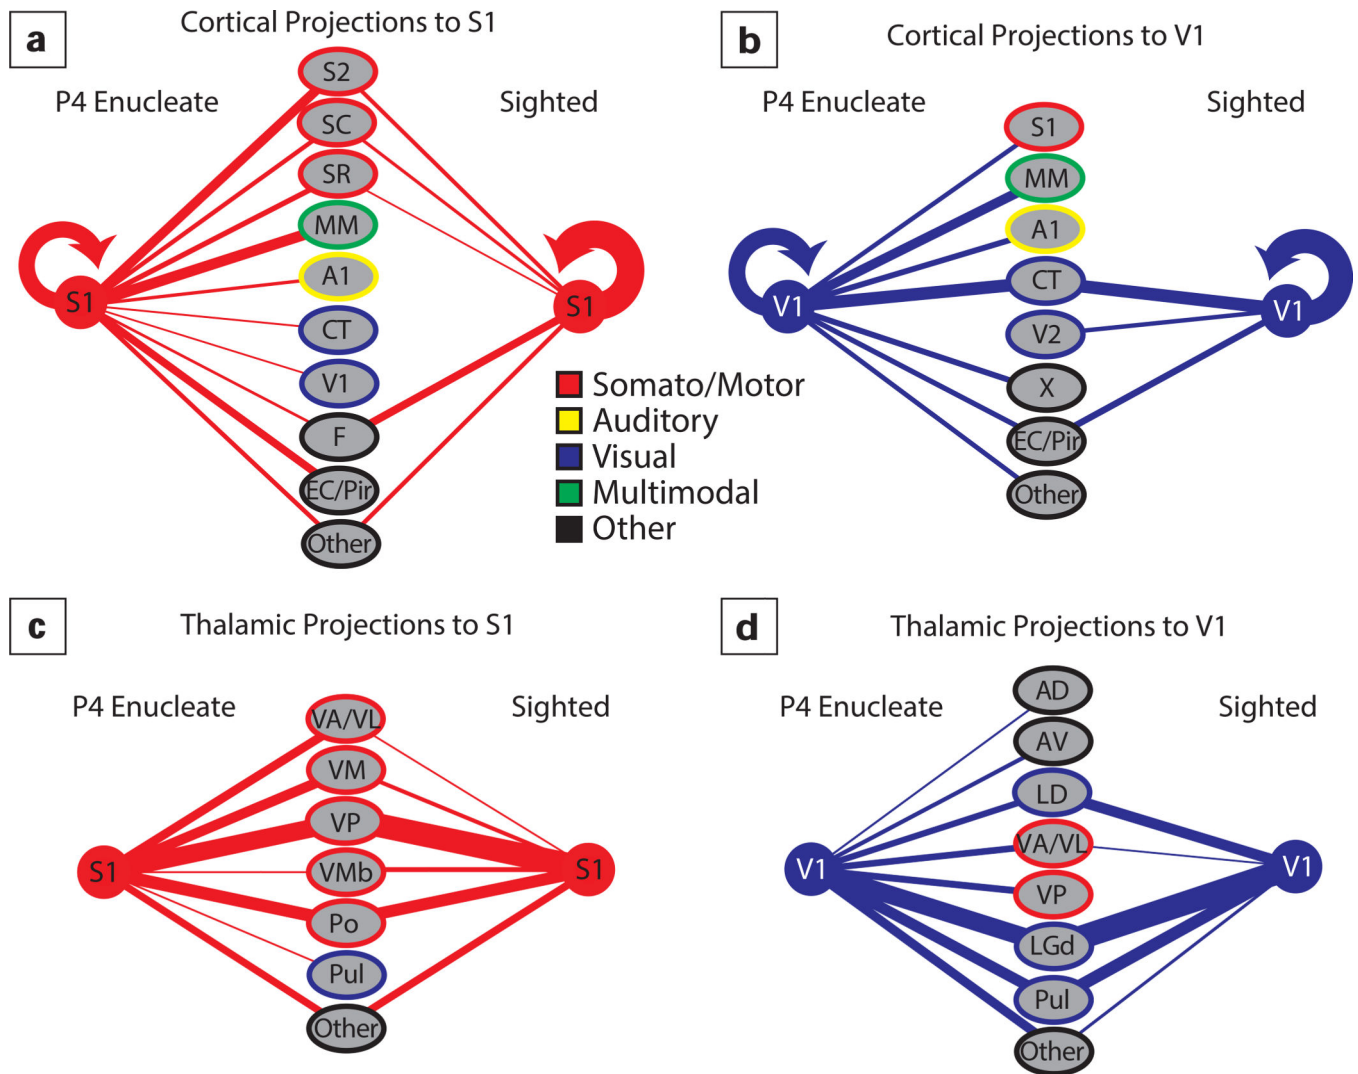 a
Cortical Projections to S1
P4 Enucleate
Sighted
S2
SC
SR
MM
A1
CT
V1
F
EC/Pir
Other
S1
S1
b
Cortical Projections to V1
P4 Enucleate
Sighted
S1
MM
A1
CT
V2
X
EC/Pir
Other
V1
V1
Somato/Motor
Auditory
Visual
Multimodal
Other
c
Thalamic Projections to S1
P4 Enucleate
Sighted
VA/VL
VM
VP
VMb
Po
Pul
Other
S1
S1
d
Thalamic Projections to V1
P4 Enucleate
Sighted
AD
AV
LD
VA/VL
VP
LGd
Pul
Other
V1
V1